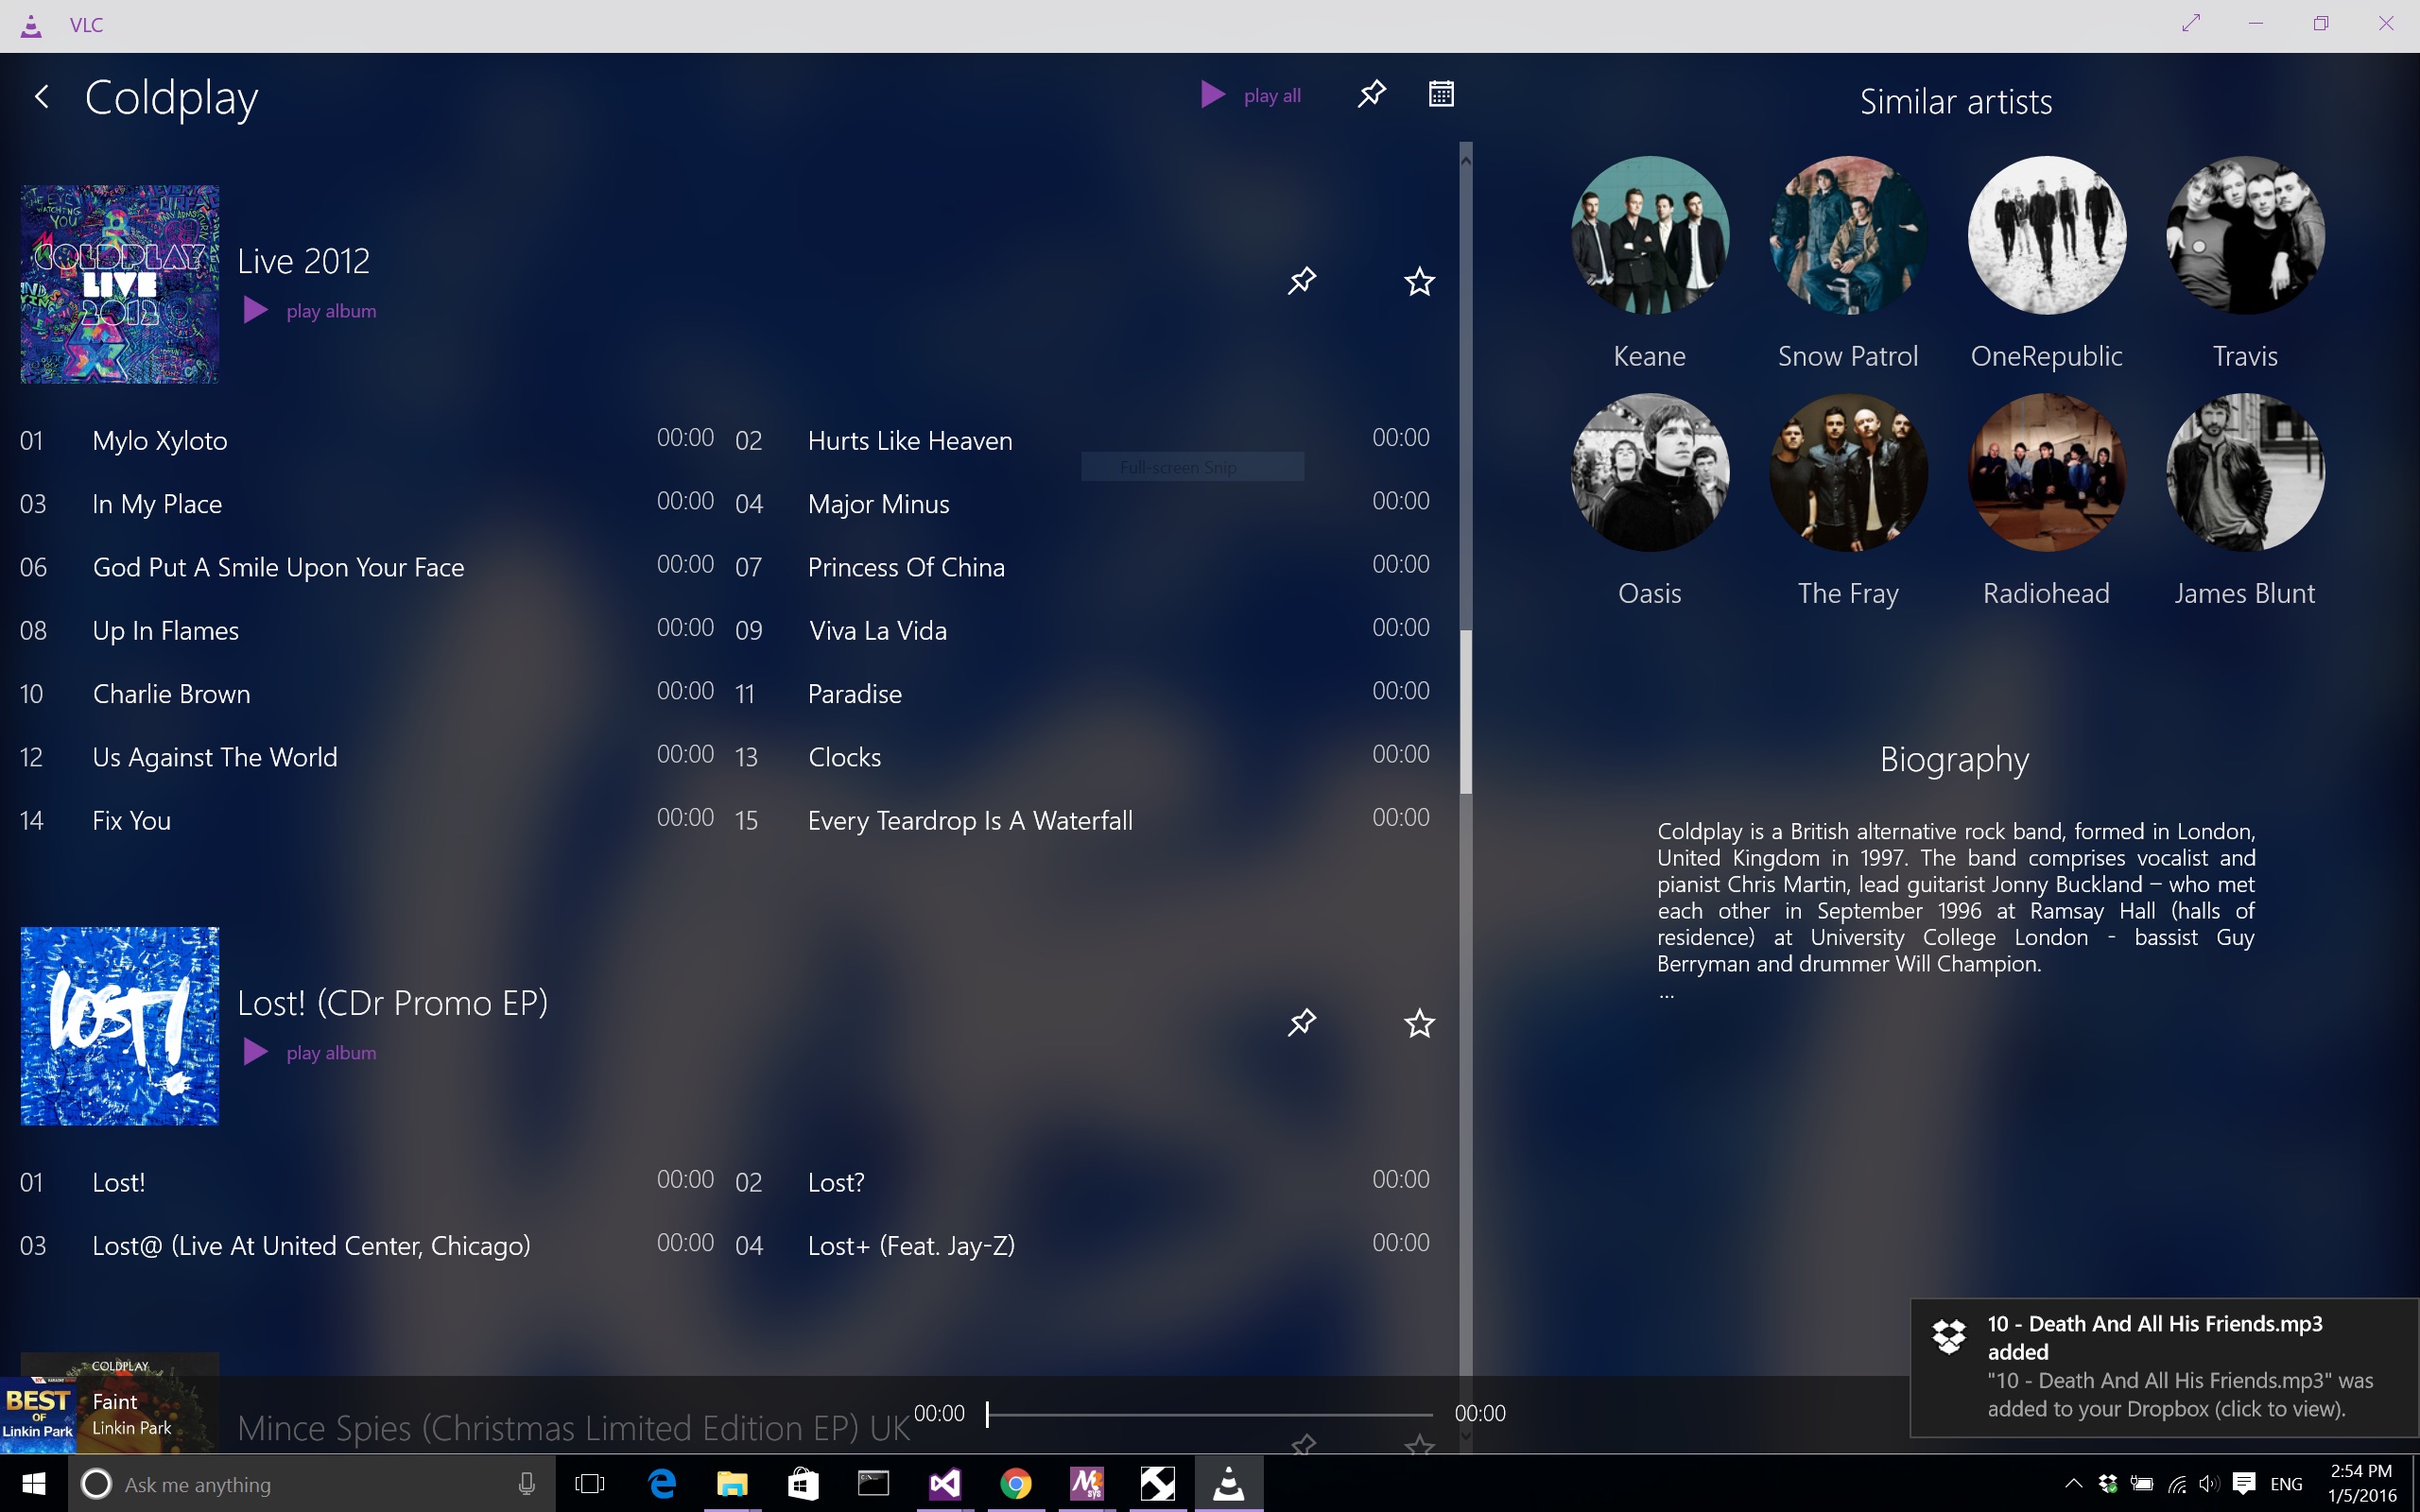 VLC
Coldplay
play all
Similar artists
COLDPLAY
LIVE
2012
Live 2012
play album
Keane Snow Patrol OneRepublic Travis
Oasis The Fray Radiohead James Blunt
01 Mylo Xyloto 00:00 02 Hurts Like Heaven 00:00
Full-screen Snip
03 In My Place 00:00 04 Major Minus 00:00
06 God Put A Smile Upon Your Face 00:00 07 Princess Of China 00:00
08 Up In Flames 00:00 09 Viva La Vida 00:00
10 Charlie Brown 00:00 11 Paradise 00:00
12 Us Against The World 00:00 13 Clocks 00:00
14 Fix You 00:00 15 Every Teardrop Is A Waterfall 00:00
Biography
Coldplay is a British alternative rock band, formed in London,
United Kingdom in 1997. The band comprises vocalist and
pianist Chris Martin, lead guitarist Jonny Buckland – who met
each other in September 1996 at Ramsay Hall (halls of
residence) at University College London - bassist Guy
Berryman and drummer Will Champion.
...
LOST!
Lost! (CDr Promo EP)
play album
01 Lost! 00:00 02 Lost? 00:00
03 Lost@ (Live At United Center, Chicago) 00:00 04 Lost+ (Feat. Jay-Z) 00:00
COLDPLAY
BEST
OF
Linkin Park
Faint
Linkin Park
Mince Spies (Christmas Limited Edition EP) UK
00:00 00:00
10 - Death And All His Friends.mp3
added
"10 - Death And All His Friends.mp3" was
added to your Dropbox (click to view).
Ask me anything
ENG
2:54 PM
1/5/2016